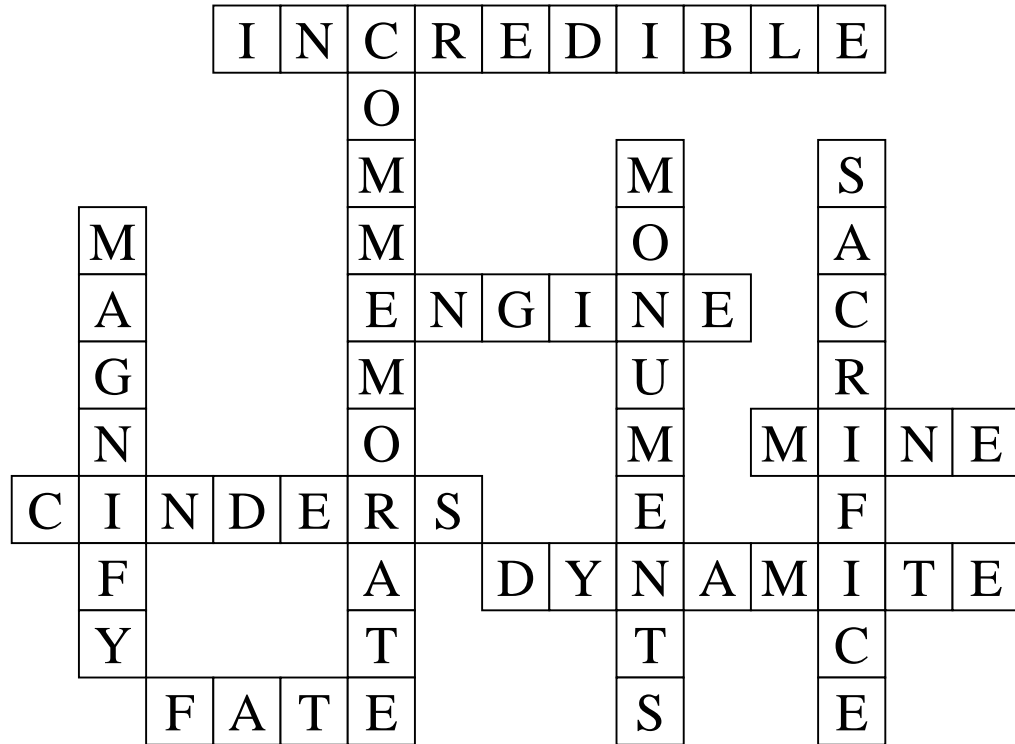 INCREDIBLE
COMMEMORATE
MONUMENTS
SACRIFICE
MAGNIFY
ENGINE
MINE
CINDERS
DYNAMITE
FATE